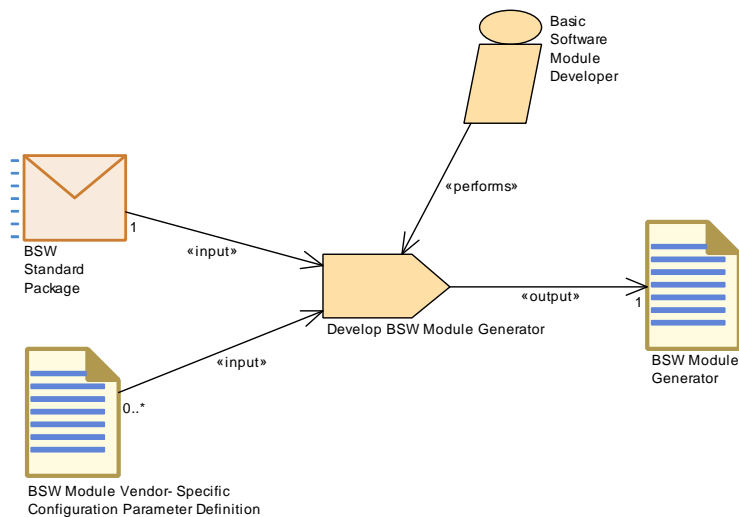 Basic
Software
Module
Developer
«performs»
1
«input»
BSW
Standard
Package
«output»
1
Develop BSW Module Generator
BSW Module
Generator
«input»
0..*
BSW Module Vendor- Specific
Configuration Parameter Definition